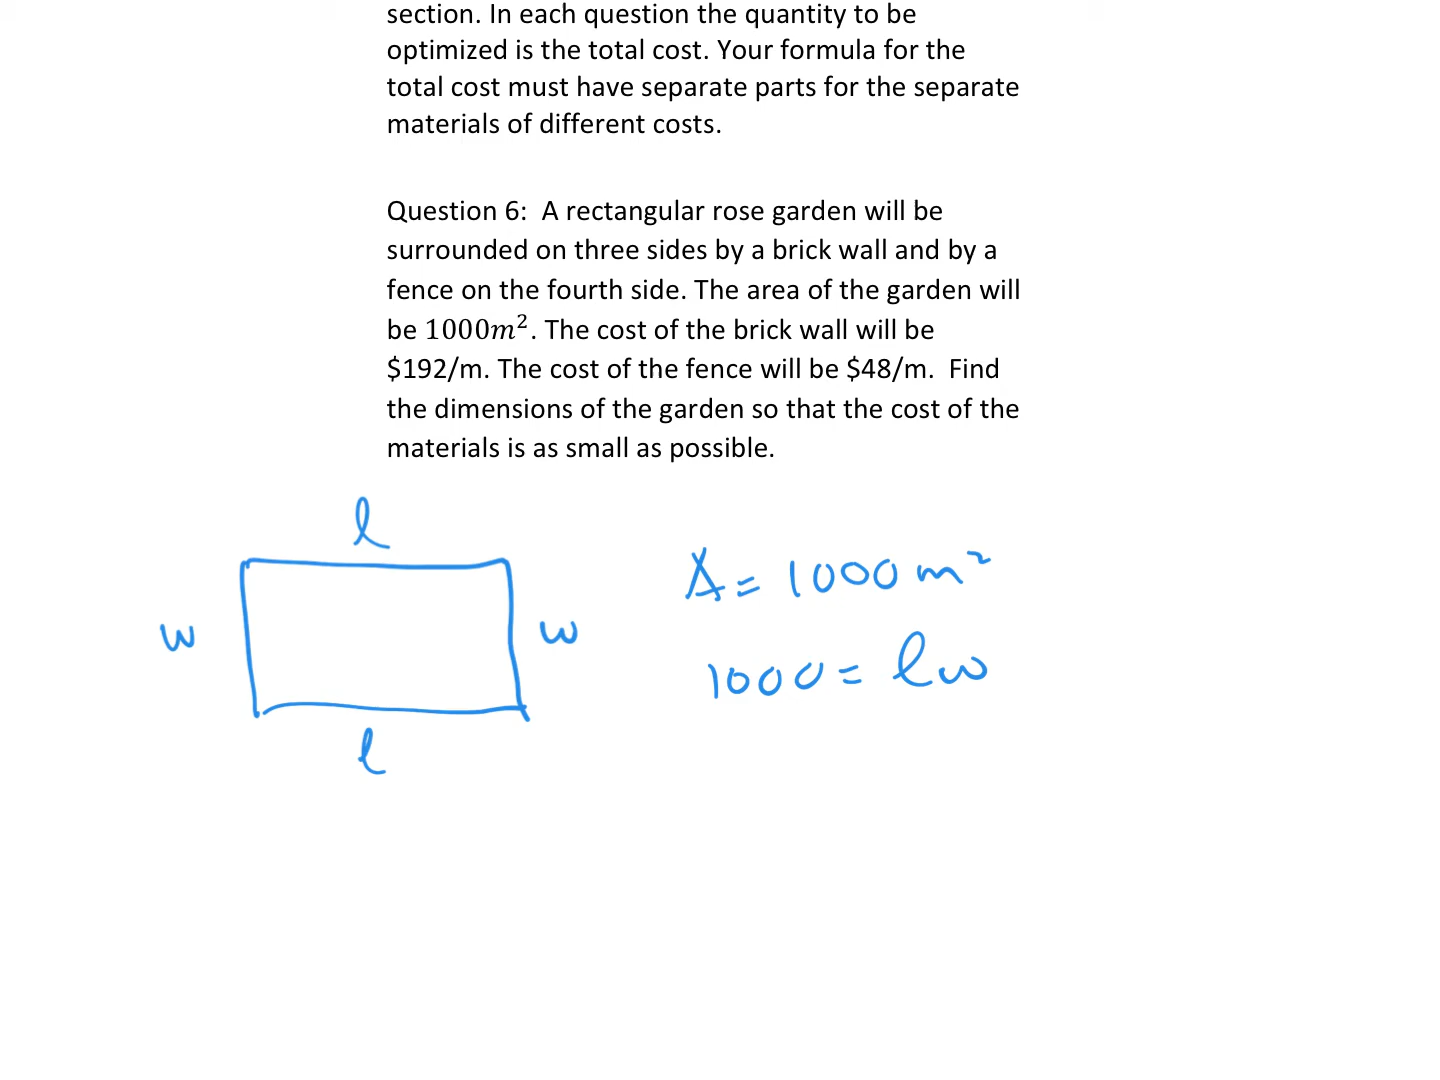 section. In each question the quantity to be
optimized is the total cost. Your formula for the
total cost must have separate parts for the separate
materials of different costs.
Question 6:  A rectangular rose garden will be
surrounded on three sides by a brick wall and by a
fence on the fourth side. The area of the garden will
be 1000m². The cost of the brick wall will be
$192/m. The cost of the fence will be $48/m.  Find
the dimensions of the garden so that the cost of the
materials is as small as possible.
l
w
w
l
A = 1000 m²
1000 = lw